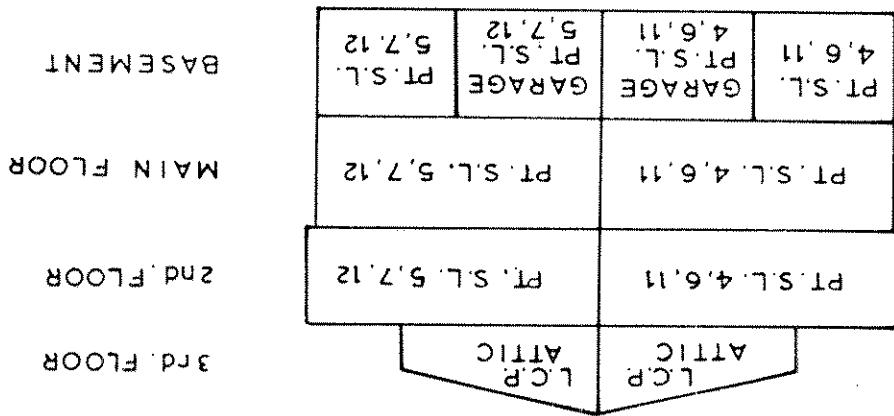 L.C.P.
ATTIC
L.C.P.
ATTIC
3rd. FLOOR
PT. S.L. 4,6,11
PT. S.L. 5,7,12
2nd. FLOOR
PT. S.L. 4,6,11
PT. S.L. 5,7,12
MAIN FLOOR
PT. S.L.
4,6,11
GARAGE
PT. S.L.
4,6,11
GARAGE
PT. S.L.
5,7,12
PT. S.L.
5,7.12
BASEMENT